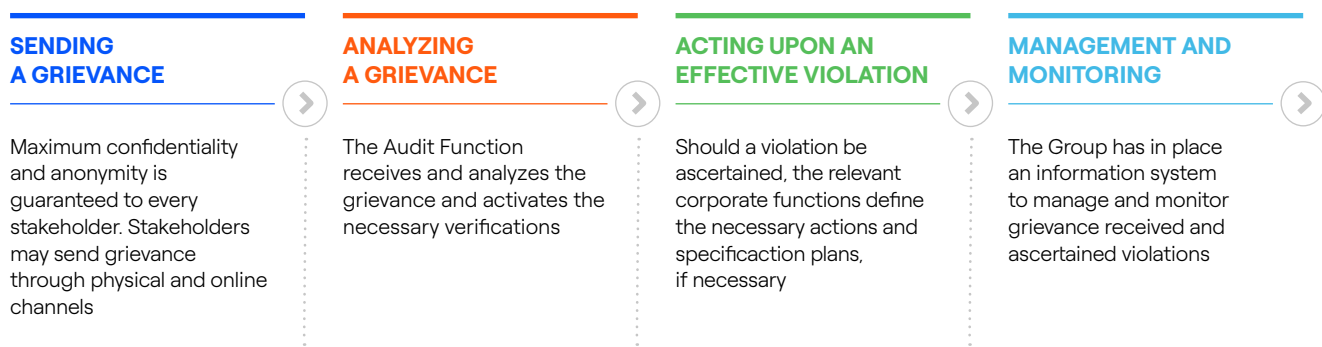 SENDING
A GRIEVANCE
Maximum confidentiality
and anonymity is
guaranteed to every
stakeholder. Stakeholders
may send grievance
through physical and online
channels
ANALYZING
A GRIEVANCE
The Audit Function
receives and analyzes the
grievance and activates the
necessary verifications
ACTING UPON AN
EFFECTIVE VIOLATION
Should a violation be
ascertained, the relevant
corporate functions define
the necessary actions and
specificaction plans,
if necessary
MANAGEMENT AND
MONITORING
The Group has in place
an information system
to manage and monitor
grievance received and
ascertained violations